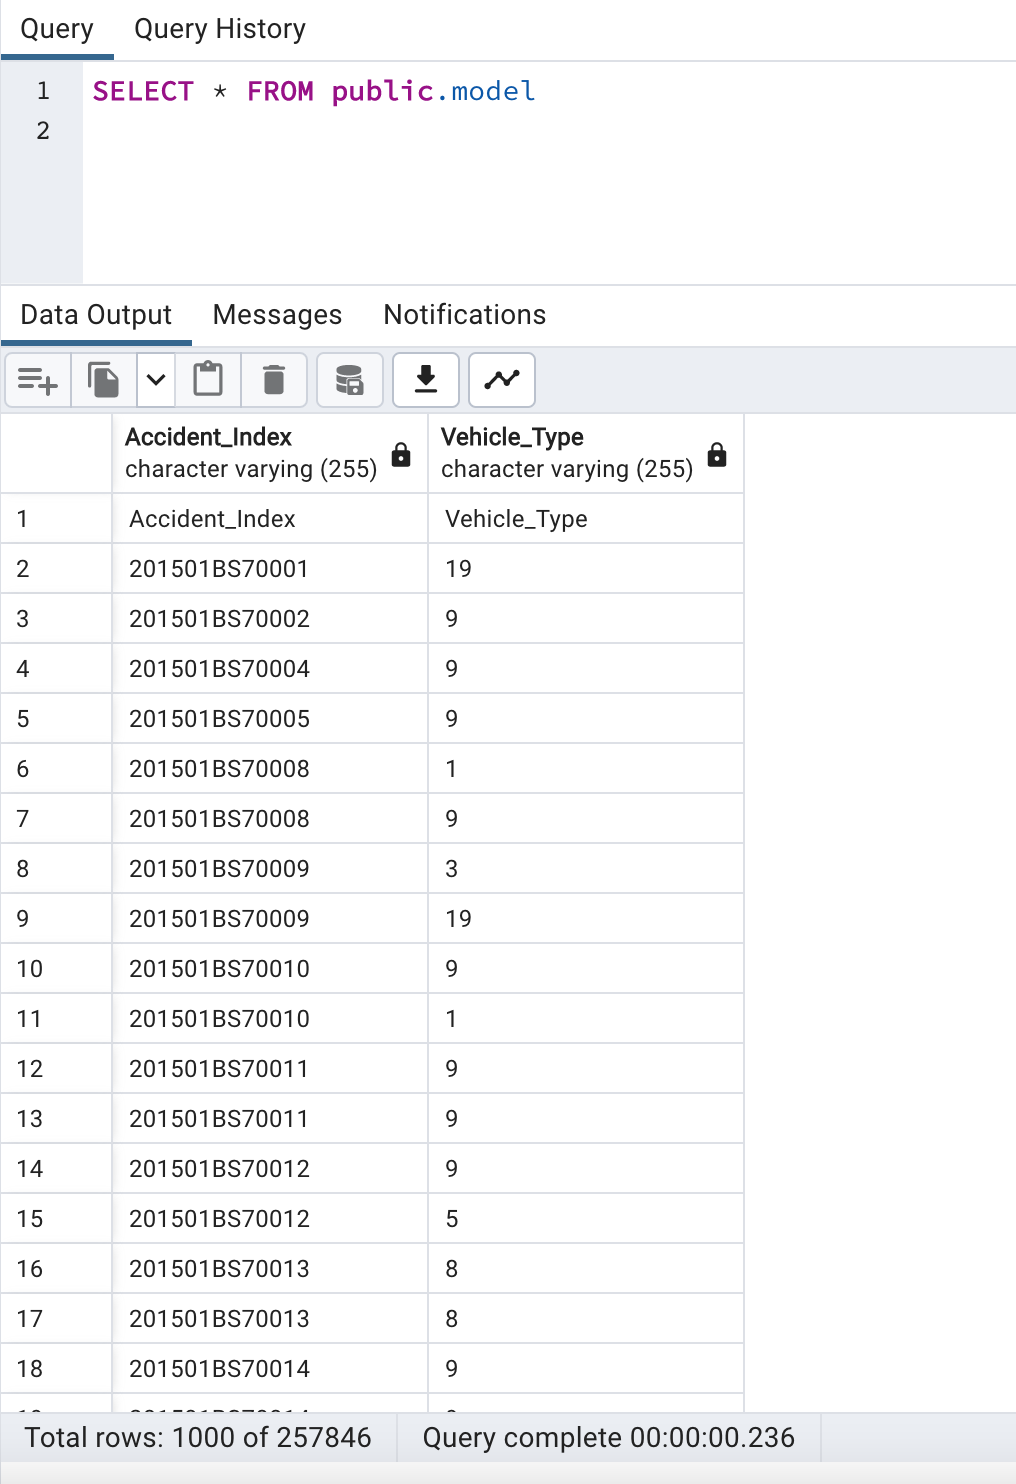 Query Query History
1 SELECT * FROM public.model
2
Data Output Messages Notifications
Accident_Index Vehicle_Type
character varying (255) character varying (255)
1 Accident_Index Vehicle_Type
2 201501BS70001 19
3 201501BS70002 9
4 201501BS70004 9
5 201501BS70005 9
6 201501BS70008 1
7 201501BS70008 9
8 201501BS70009 3
9 201501BS70009 19
10 201501BS70010 9
11 201501BS70010 1
12 201501BS70011 9
13 201501BS70011 9
14 201501BS70012 9
15 201501BS70012 5
16 201501BS70013 8
17 201501BS70013 8
18 201501BS70014 9
Total rows: 1000 of 257846 Query complete 00:00:00.236